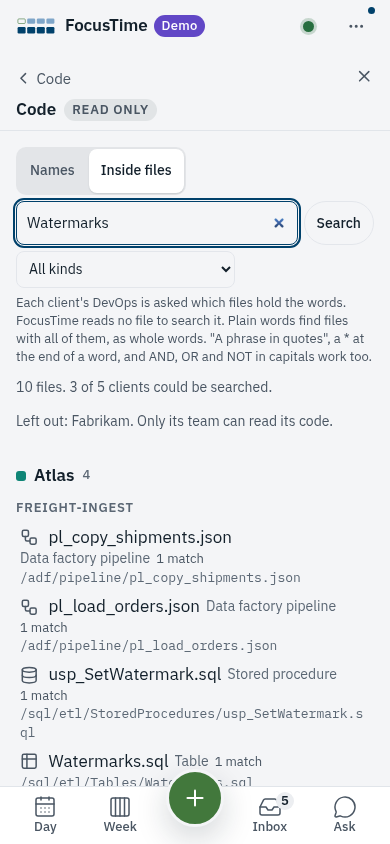 FocusTime Demo
Code
Code READ ONLY
Names Inside files
Watermarks Search
All kinds
Each client's DevOps is asked which files hold the words.
FocusTime reads no file to search it. Plain words find files
with all of them, as whole words. "A phrase in quotes", a * at
the end of a word, and AND, OR and NOT in capitals work too.
10 files. 3 of 5 clients could be searched.
Left out: Fabrikam. Only its team can read its code.
Atlas 4
FREIGHT-INGEST
pl_copy_shipments.json
Data factory pipeline 1 match
/adf/pipeline/pl_copy_shipments.json
pl_load_orders.json Data factory pipeline
1 match
/adf/pipeline/pl_load_orders.json
usp_SetWatermark.sql Stored procedure
1 match
/sql/etl/StoredProcedures/usp_SetWatermark.s
ql
Watermarks.sql Table 1 match
/sql/etl/Tables/Watermarks.sql
Day Week Inbox 5 Ask